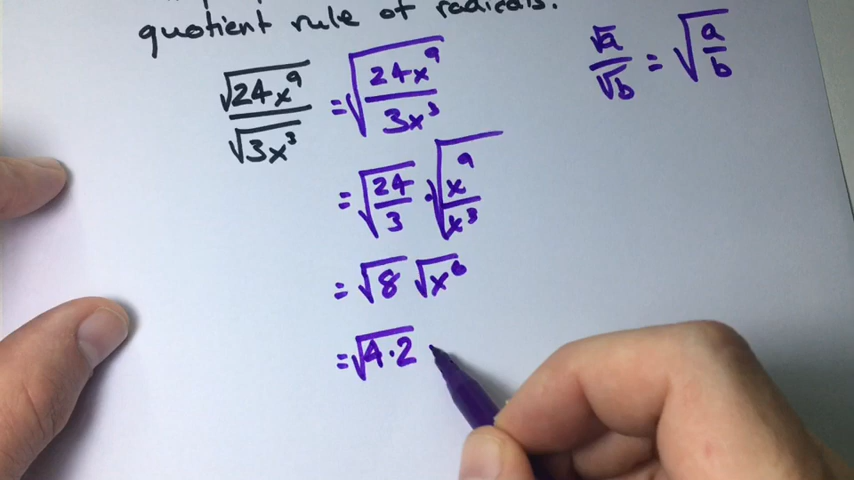 quotient rule of radicals.
√24x⁹ / √3x³ = √(24x⁹ / 3x³)
√a / √b = √(a / b)
= √(24 / 3) · √(x⁹ / x³)
= √8 √x⁶
= √4·2